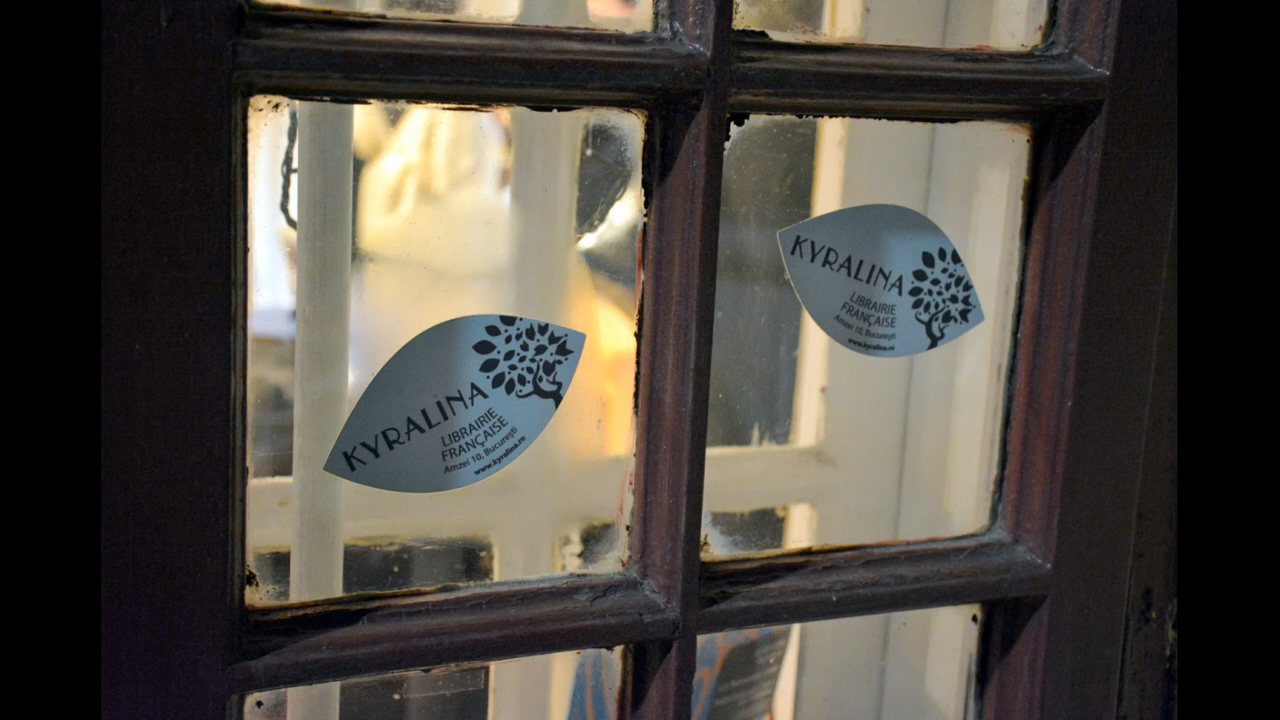 KYRALINA
LIBRAIRIE
FRANÇAISE
Amzei 10, București
www.kyralina.ro
KYRALINA
LIBRAIRIE
FRANÇAISE
Amzei 10, București
www.kyralina.ro